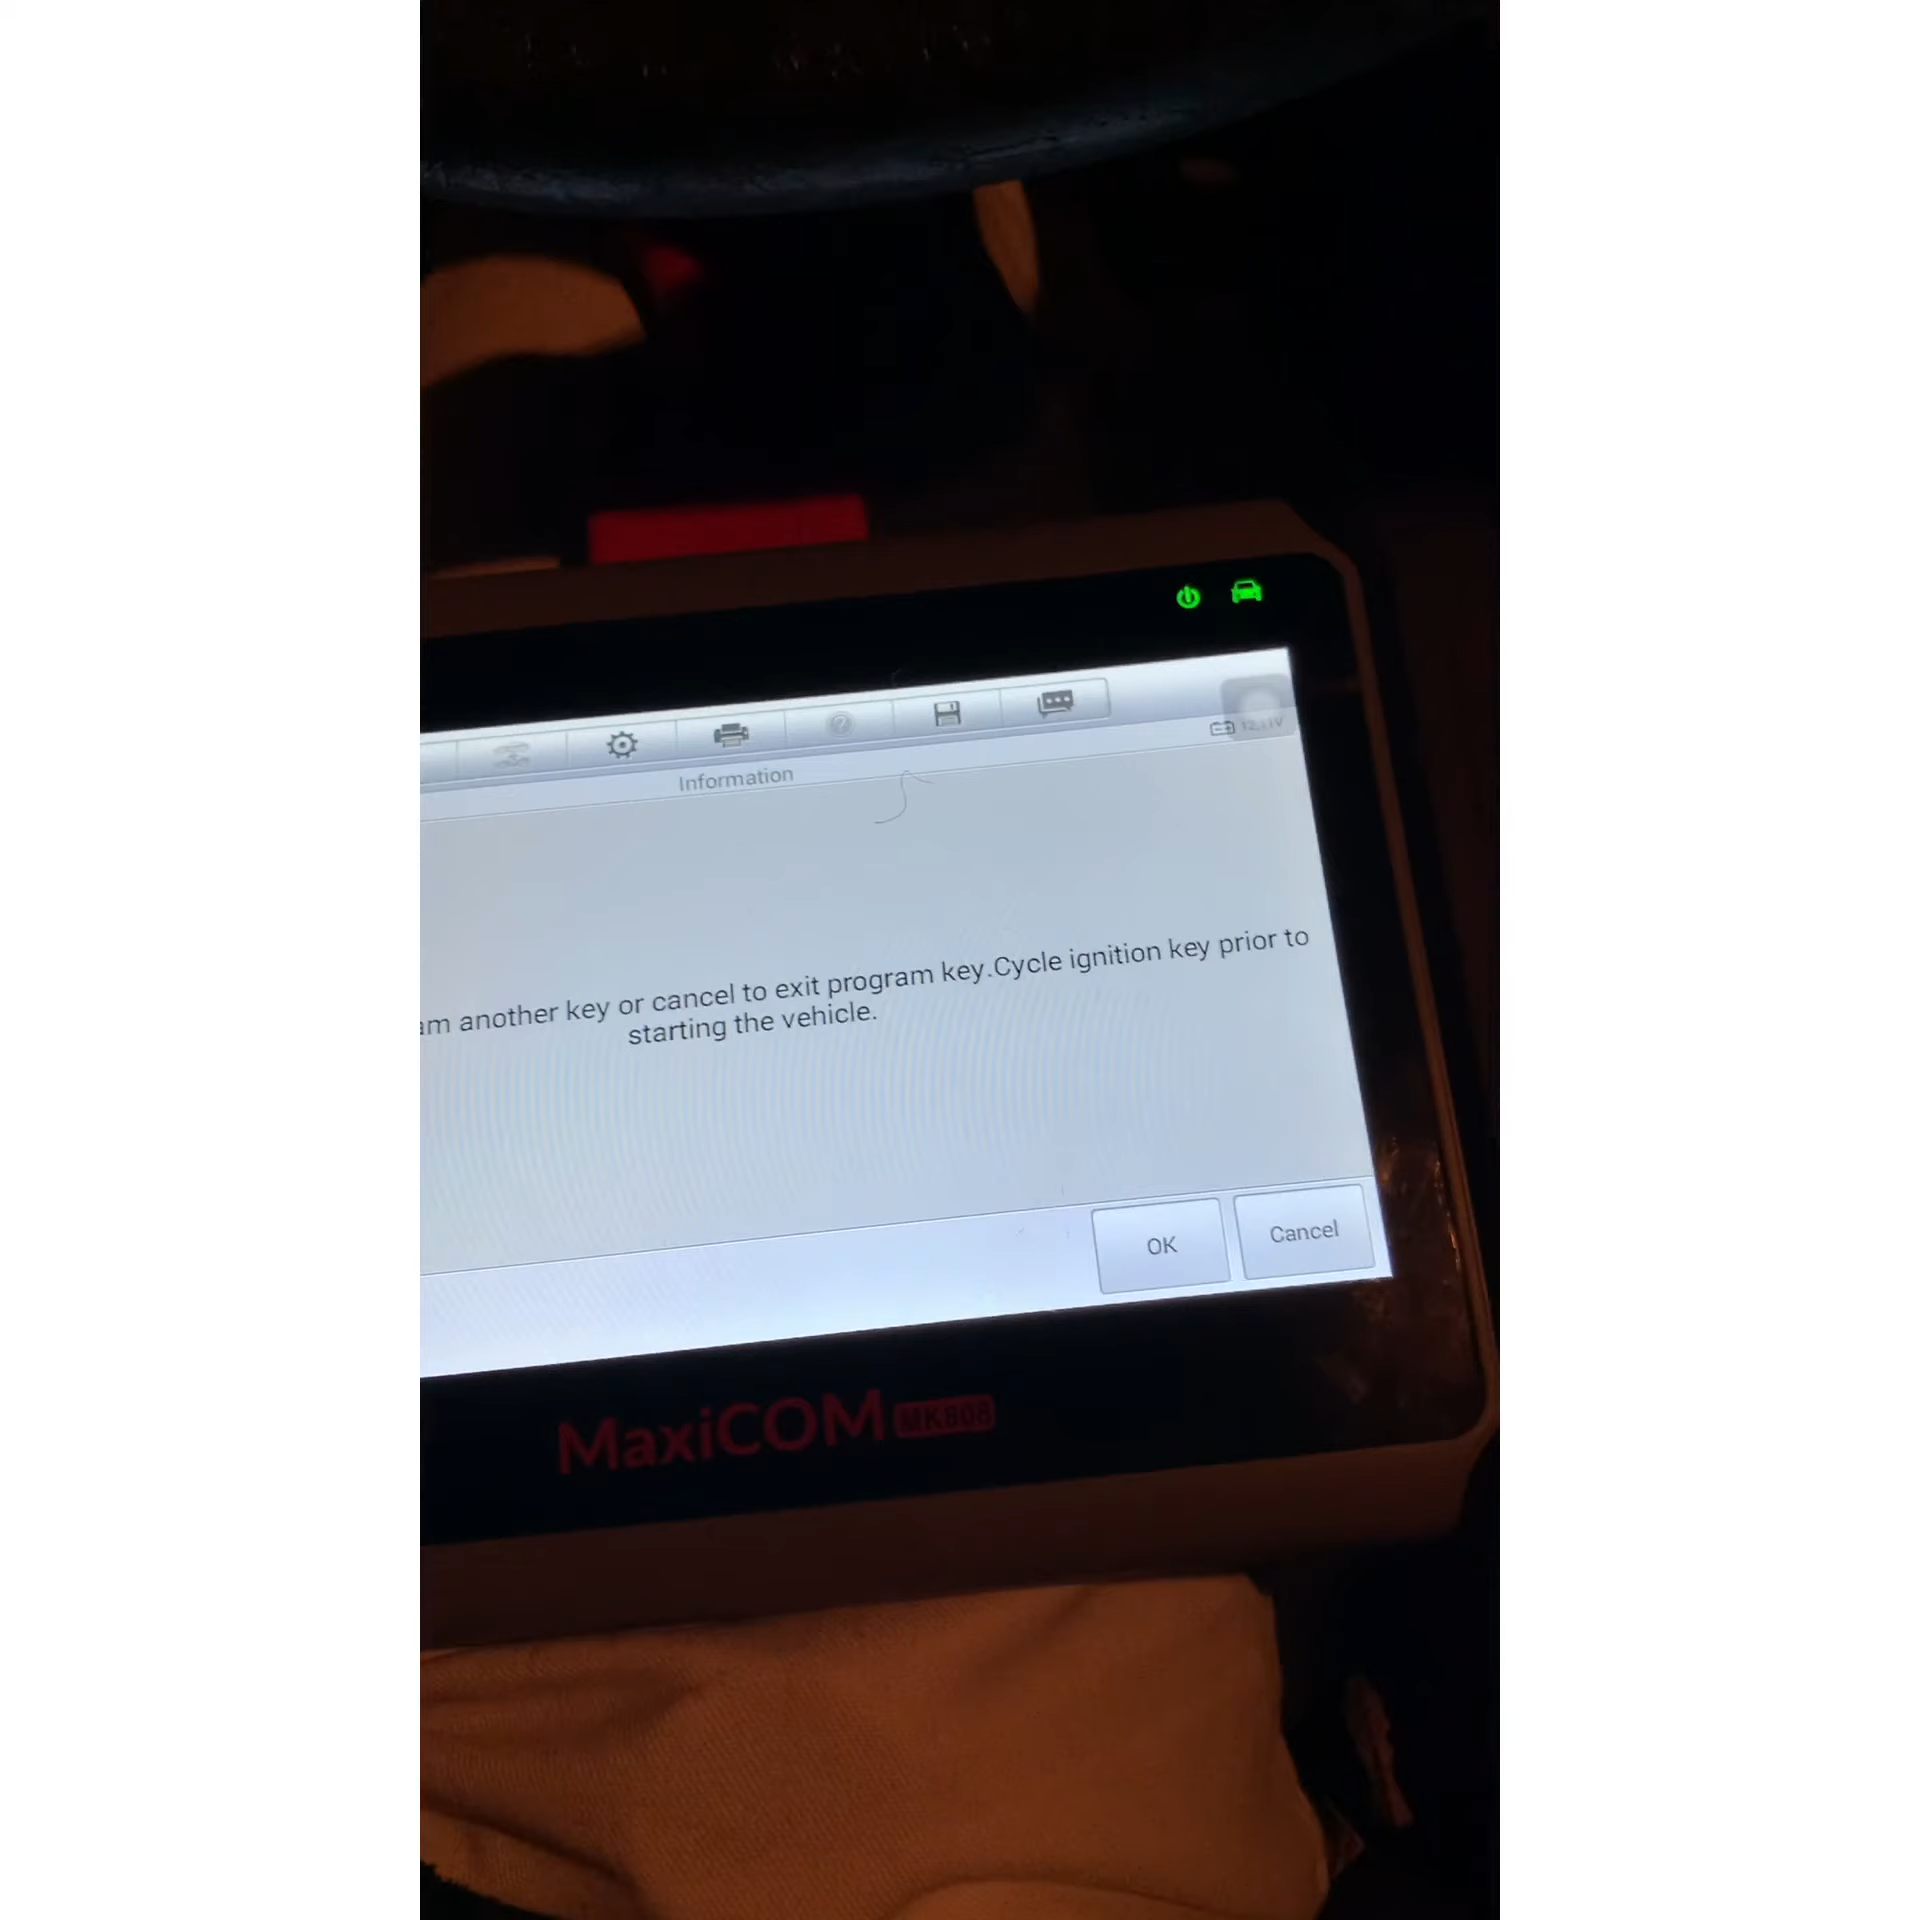 Information
another key or cancel to exit program key.Cycle ignition key prior to
starting the vehicle.
OK
Cancel
MaxiCOM MK808